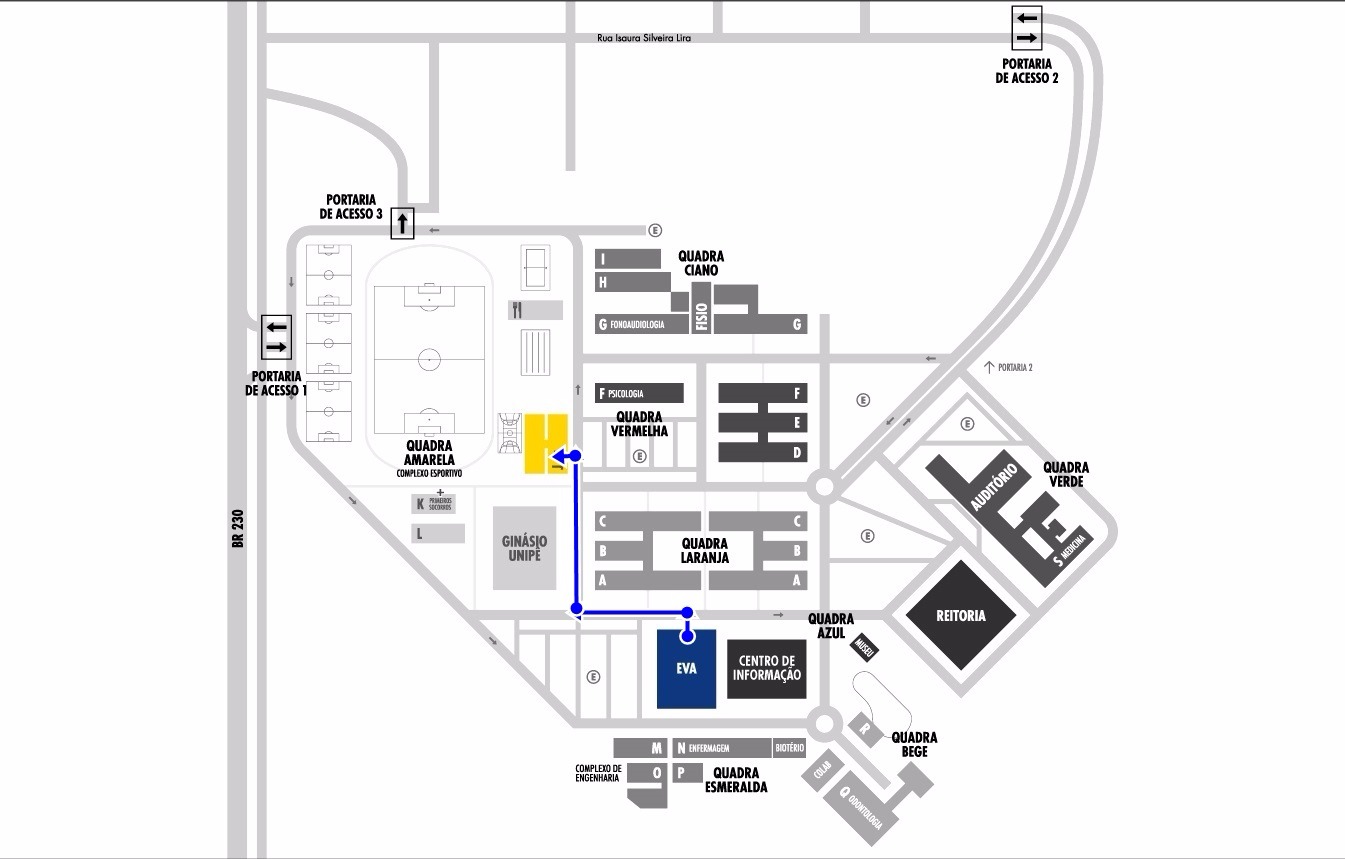 Rua Isaura Silveira Lira
PORTARIA
DE ACESSO 2
PORTARIA
DE ACESSO 3
E
I
H
QUADRA
CIANO
FISIO
G FONOAUDIOLOGIA
G
PORTARIA
DE ACESSO 1
PORTARIA 2
F PSICOLOGIA
F
E
D
E
QUADRA
VERMELHA
E
E
QUADRA
AMARELA
COMPLEXO ESPORTIVO
K PRIMEIROS
SOCORROS
L
GINÁSIO
UNIPÊ
BR 230
C
B
A
QUADRA
LARANJA
C
B
A
E
AUDITÓRIO
QUADRA
VERDE
S MEDICINA
REITORIA
QUADRA
AZUL
MUSEU
E
EVA
CENTRO DE
INFORMAÇÃO
R
QUADRA
BEGE
M
N ENFERMAGEM
BIOTÉRIO
COMPLEXO DE
ENGENHARIA
O
P
QUADRA
ESMERALDA
COLAB
Q ODONTOLOGIA